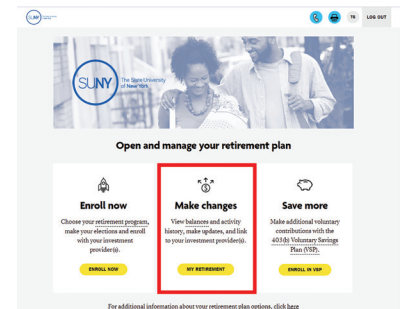 SUNY
TS
LOG OUT
SUNY
The State University
of New York
Open and manage your retirement plan
Enroll now
Choose your retirement program,
make your elections and enroll
with your investment
provider(s).
ENROLL NOW
Make changes
View balances and activity
history, make updates, and link
to your investment provider(s).
MY RETIREMENT
Save more
Make additional voluntary
contributions with the
403(b) Voluntary Savings
Plan (VSP).
ENROLL IN VSP
For additional information about your retirement plan options, click here